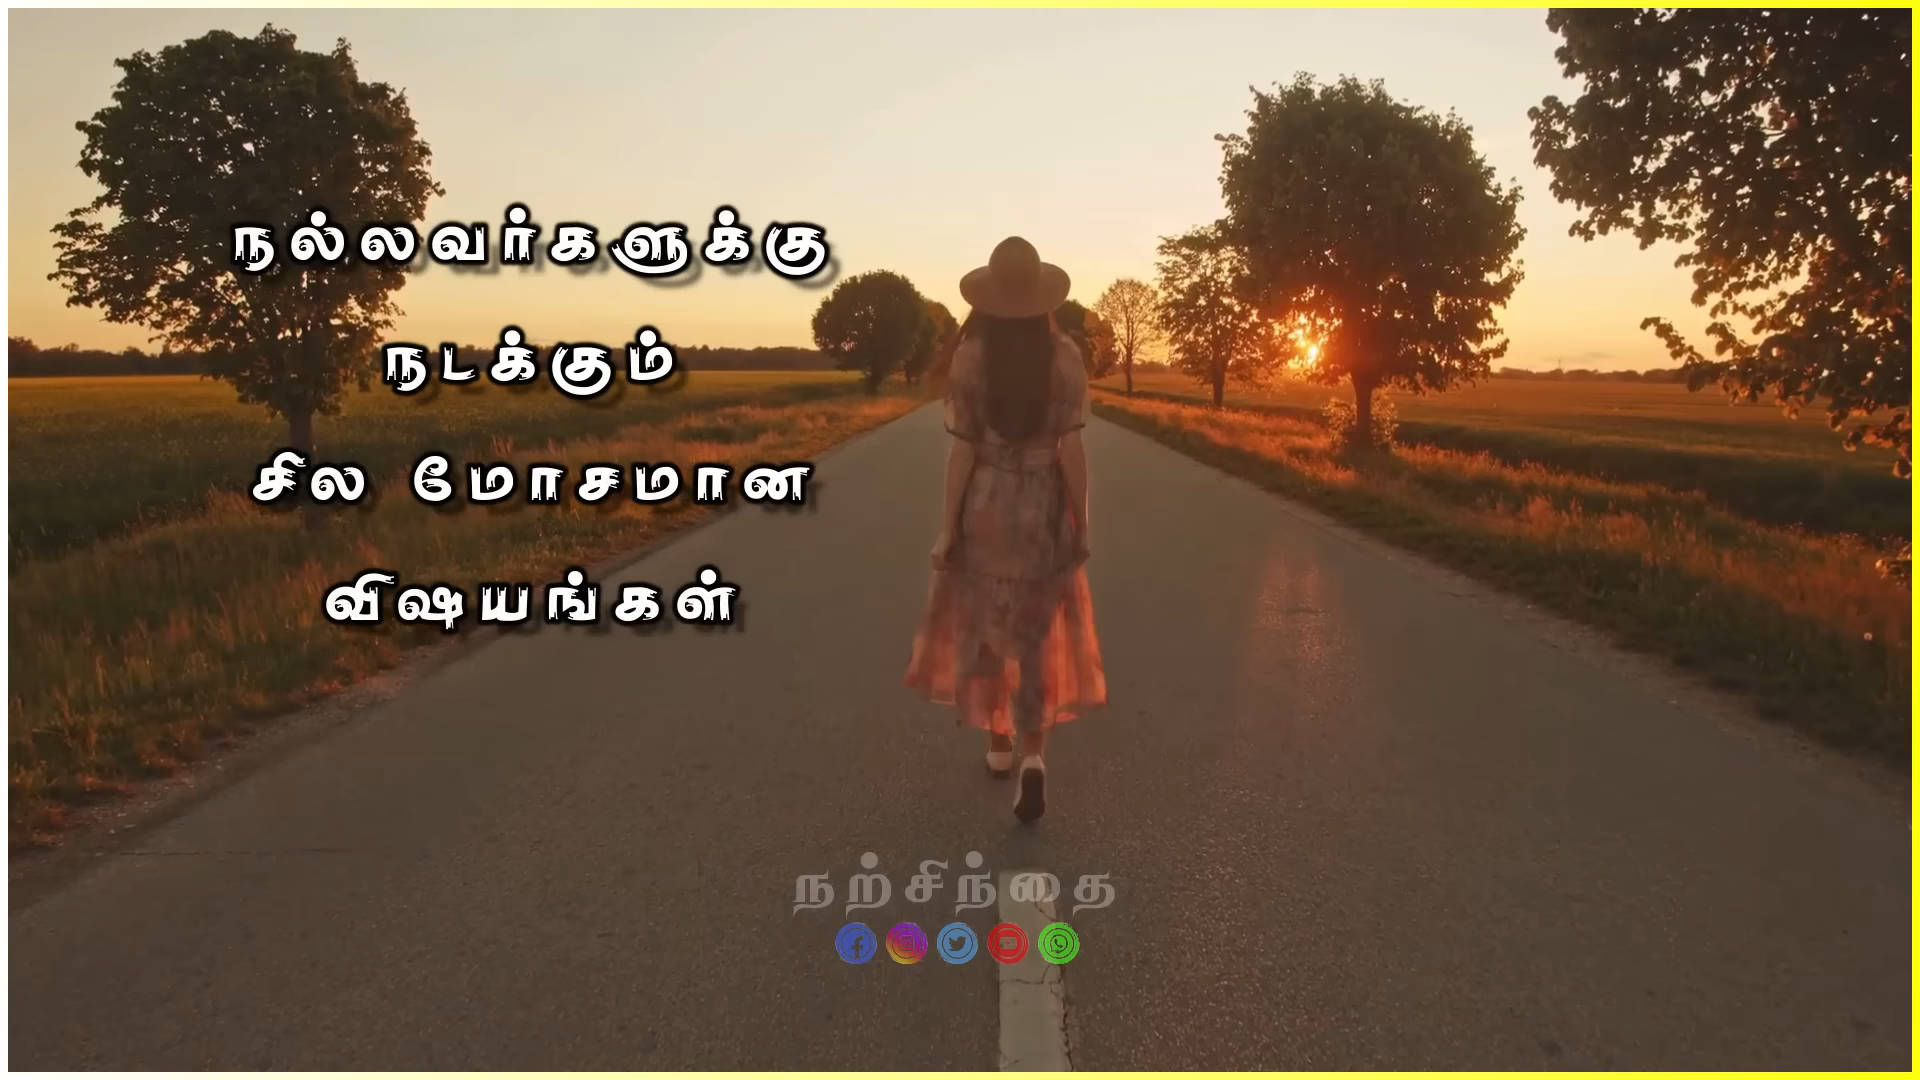 நல்லவர்களுக்கு
நடக்கும்
சில மோசமான
விஷயங்கள்
நற்சிந்தை